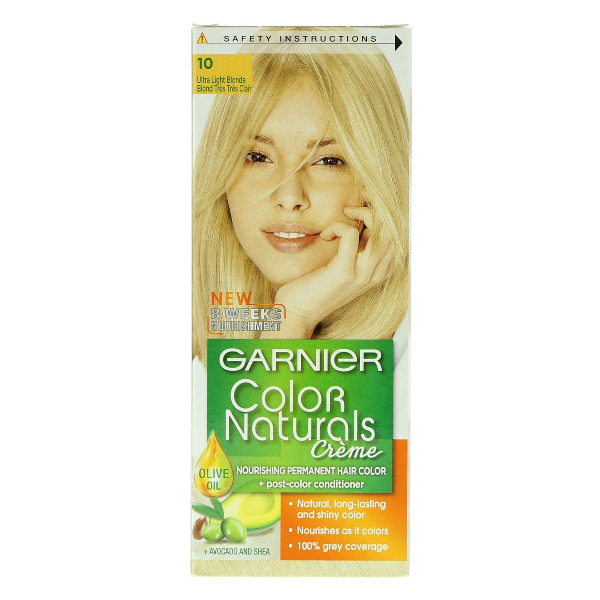 SAFETY INSTRUCTIONS
10
Ultra Light Blonde
Blond Très Très Clair
NEW
8 WEEKS
NOURISHMENT
GARNIER
Color
Naturals
Crème
NOURISHING PERMANENT HAIR COLOR
+ post-color conditioner
OLIVE
OIL
• Natural, long-lasting
and shiny color
• Nourishes as it colors
• 100% grey coverage
+ AVOCADO AND SHEA